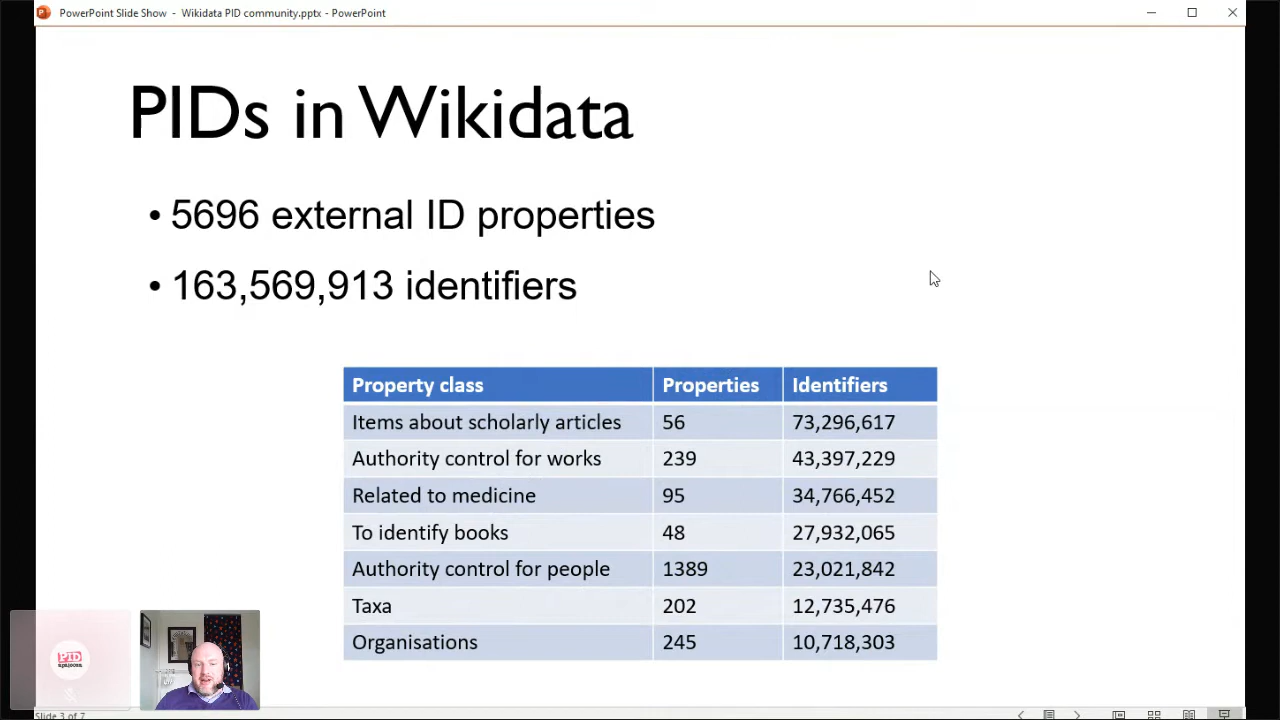 PowerPoint Slide Show - Wikidata PID community.pptx - PowerPoint
PIDs in Wikidata
• 5696 external ID properties
• 163,569,913 identifiers
Property class Properties Identifiers
Items about scholarly articles 56 73,296,617
Authority control for works 239 43,397,229
Related to medicine 95 34,766,452
To identify books 48 27,932,065
Authority control for people 1389 23,021,842
Taxa 202 12,735,476
Organisations 245 10,718,303
PID
apalooza
Slide 3 of 7